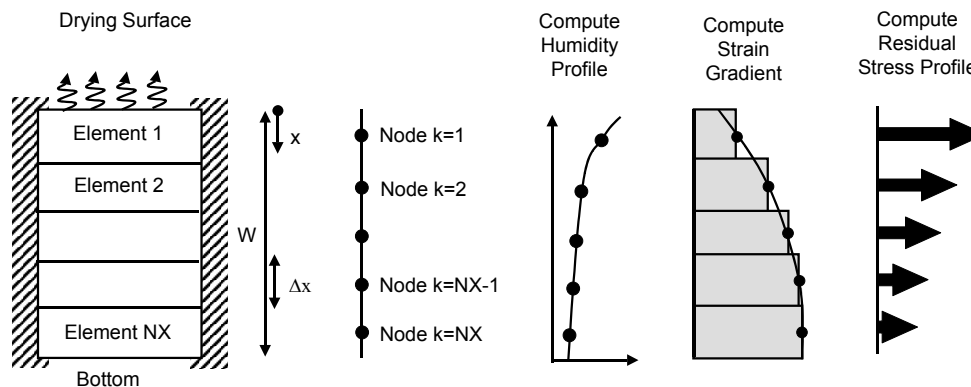 Drying Surface
Element 1
Element 2
Element NX
Bottom
x
W
Δx
Node k=1
Node k=2
Node k=NX-1
Node k=NX
Compute
Humidity
Profile
Compute
Strain
Gradient
Compute
Residual
Stress Profile